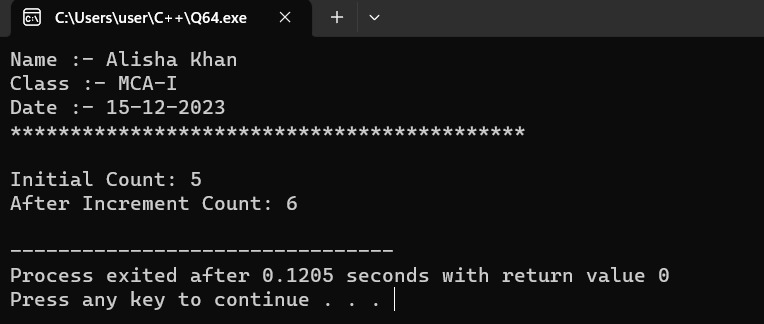 C:\Users\user\C++\Q64.exe
Name :- Alisha Khan
Class :- MCA-I
Date :- 15-12-2023
*******************************************

Initial Count: 5
After Increment Count: 6

--------------------------------
Process exited after 0.1205 seconds with return value 0
Press any key to continue . . .